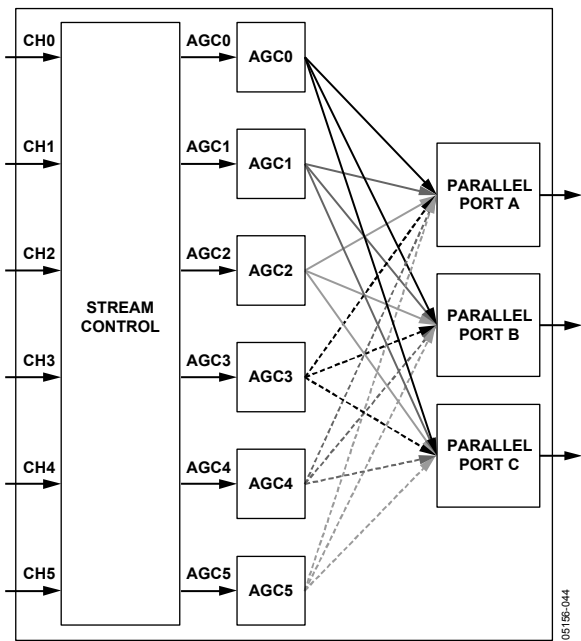 CH0
AGC0
AGC0
CH1
AGC1
AGC1
PARALLEL
PORT A
CH2
AGC2
AGC2
STREAM
CONTROL
PARALLEL
PORT B
CH3
AGC3
AGC3
PARALLEL
PORT C
CH4
AGC4
AGC4
CH5
AGC5
AGC5
05156-044